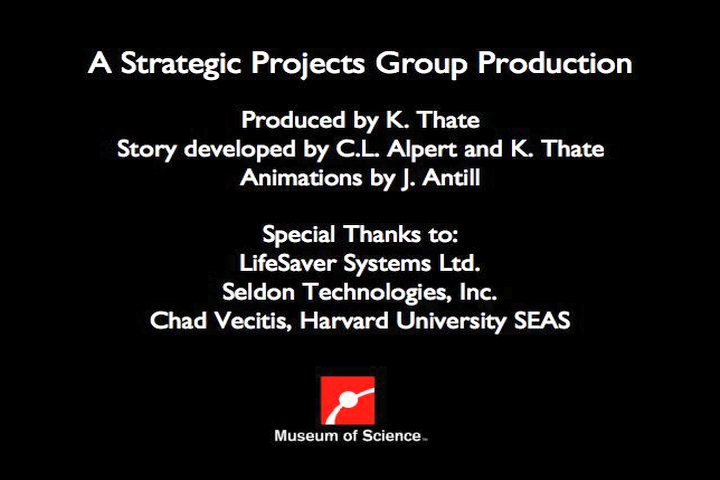 A Strategic Projects Group Production
Produced by K. Thate
Story developed by C.L. Alpert and K. Thate
Animations by J. Antill
Special Thanks to:
LifeSaver Systems Ltd.
Seldon Technologies, Inc.
Chad Vecitis, Harvard University SEAS
Museum of Science™